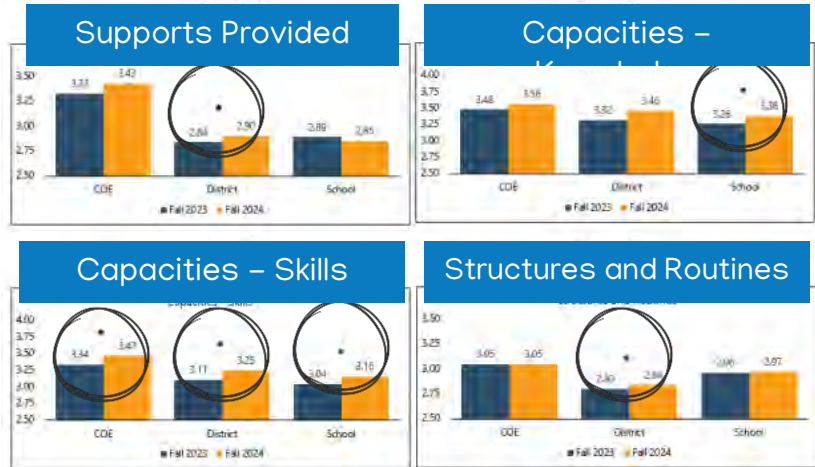 Supports Provided
3.50
3.25
3.00
2.75
2.50
3.33
3.43
2.84
2.90
2.89
2.85
COE
District
School
Fall 2023
Fall 2024
Capacities –
4.00
3.75
3.50
3.25
3.00
2.75
2.50
3.48
3.56
3.32
3.46
3.26
3.38
COE
District
School
Fall 2023
Fall 2024
Capacities – Skills
4.00
3.75
3.50
3.25
3.00
2.75
2.50
3.34
3.47
3.11
3.25
3.04
3.16
COE
District
School
Fall 2023
Fall 2024
Structures and Routines
3.50
3.25
3.00
2.75
2.50
3.05
3.05
2.80
2.96
2.97
COE
District
School
Fall 2023
Fall 2024